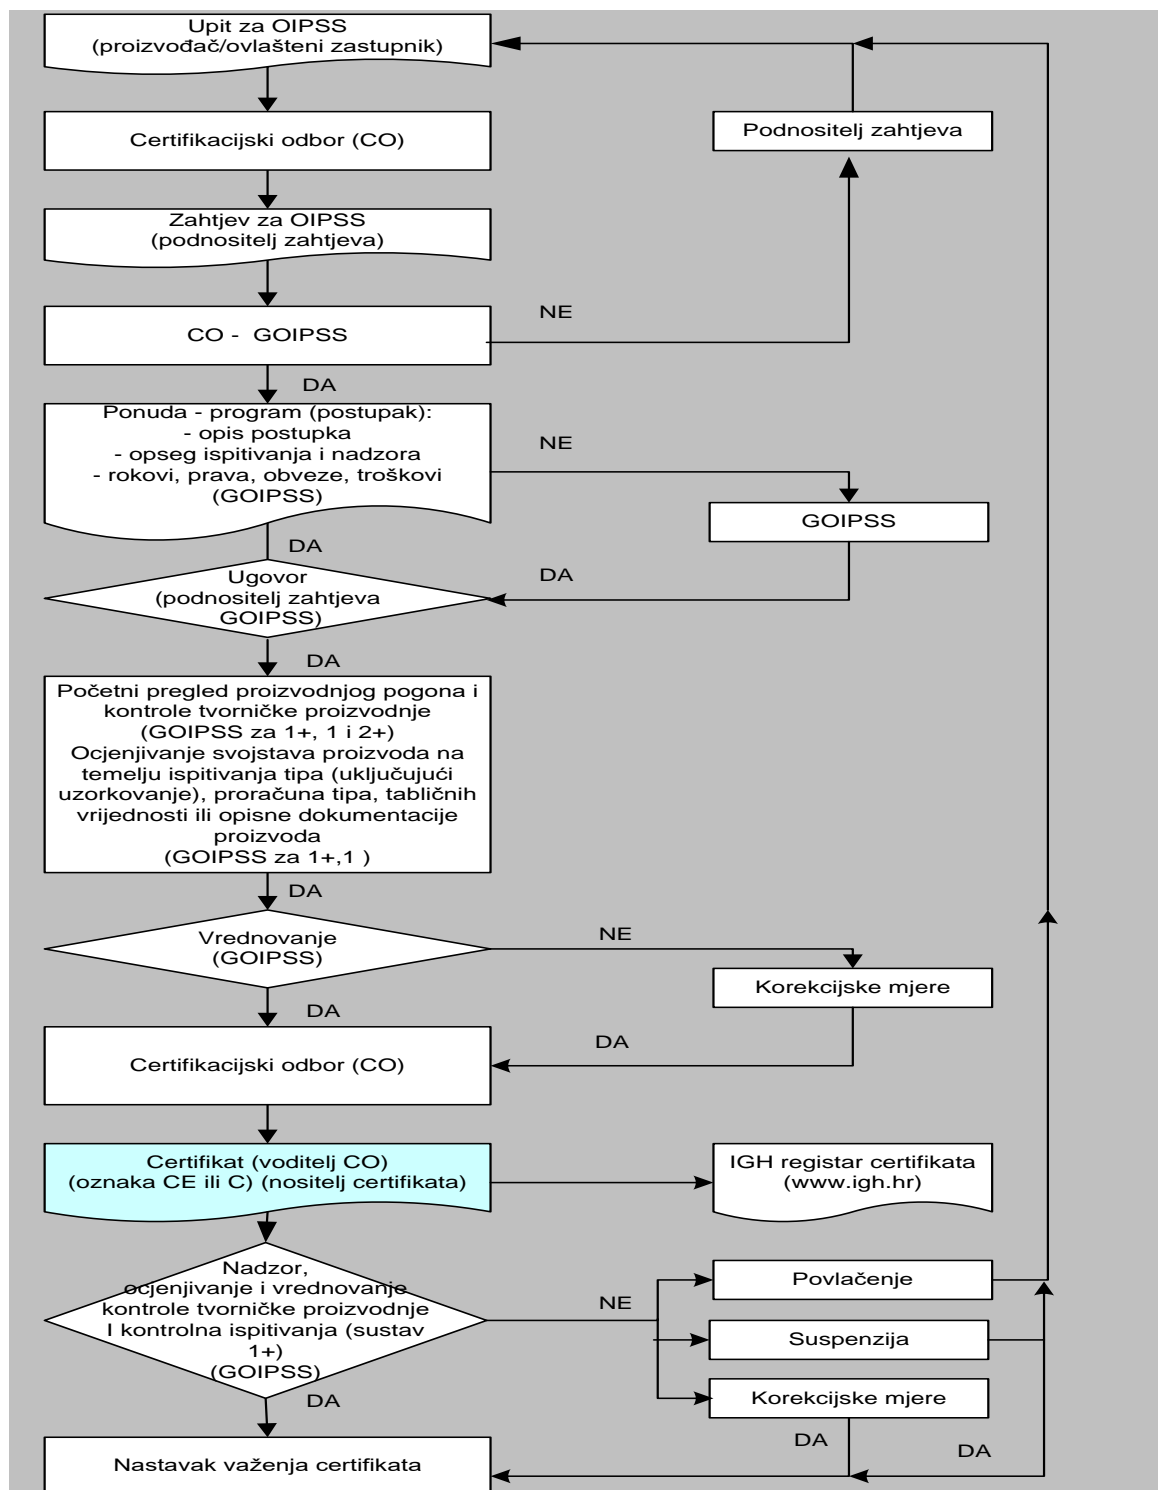 Upit za OIPSS
(proizvođač/ovlašteni zastupnik)
Certifikacijski odbor (CO)
Podnositelj zahtjeva
Zahtjev za OIPSS
(podnositelj zahtjeva)
NE
CO -  GOIPSS
DA
Ponuda - program (postupak):
- opis postupka
- opseg ispitivanja i nadzora
- rokovi, prava, obveze, troškovi
(GOIPSS)
NE
GOIPSS
DA
DA
Ugovor
(podnositelj zahtjeva
GOIPSS)
DA
Početni pregled proizvodnjog pogona i
kontrole tvorničke proizvodnje
(GOIPSS za 1+, 1 i 2+)
Ocjenjivanje svojstava proizvoda na
temelju ispitivanja tipa (uključujući
uzorkovanje), proračuna tipa, tabličnih
vrijednosti ili opisne dokumentacije
proizvoda
(GOIPSS za 1+,1 )
DA
Vrednovanje
(GOIPSS)
NE
Korekcijske mjere
DA
DA
Certifikacijski odbor (CO)
Certifikat (voditelj CO)
(oznaka CE ili C) (nositelj certifikata)
IGH registar certifikata
(www.igh.hr)
Nadzor,
ocjenjivanje i vrednovanje
kontrole tvorničke proizvodnje
I kontrolna ispitivanja (sustav
1+)
(GOIPSS)
NE
Povlačenje
Suspenzija
Korekcijske mjere
DA
DA
DA
Nastavak važenja certifikata